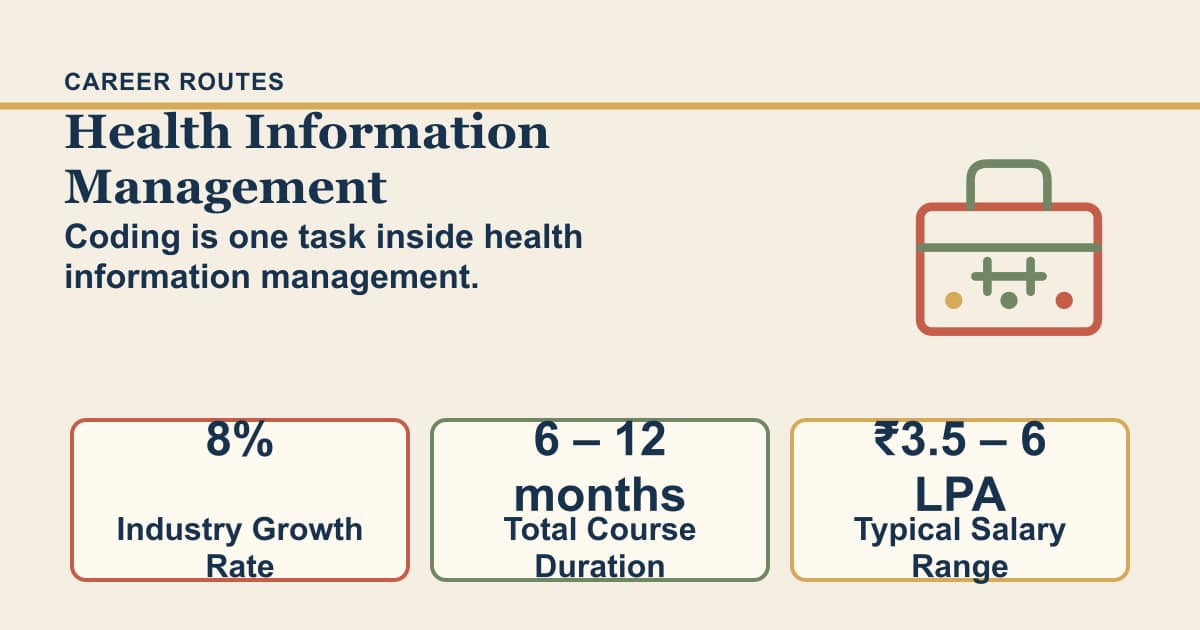 CAREER ROUTES
Health Information
Management
Coding is one task inside health
information management.
8%
Industry Growth
Rate
6 – 12
months
Total Course
Duration
₹3.5 – 6
LPA
Typical Salary
Range